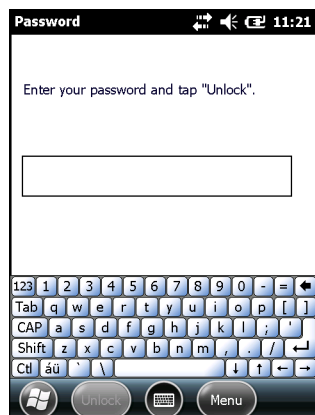 Password 11:21
Enter your password and tap "Unlock".
123 1 2 3 4 5 6 7 8 9 0 - =
Tab q w e r t y u i o p [ ]
CAP a s d f g h j k l ; '
Shift z x c v b n m , . /
Ctl áü ` \
Unlock Menu